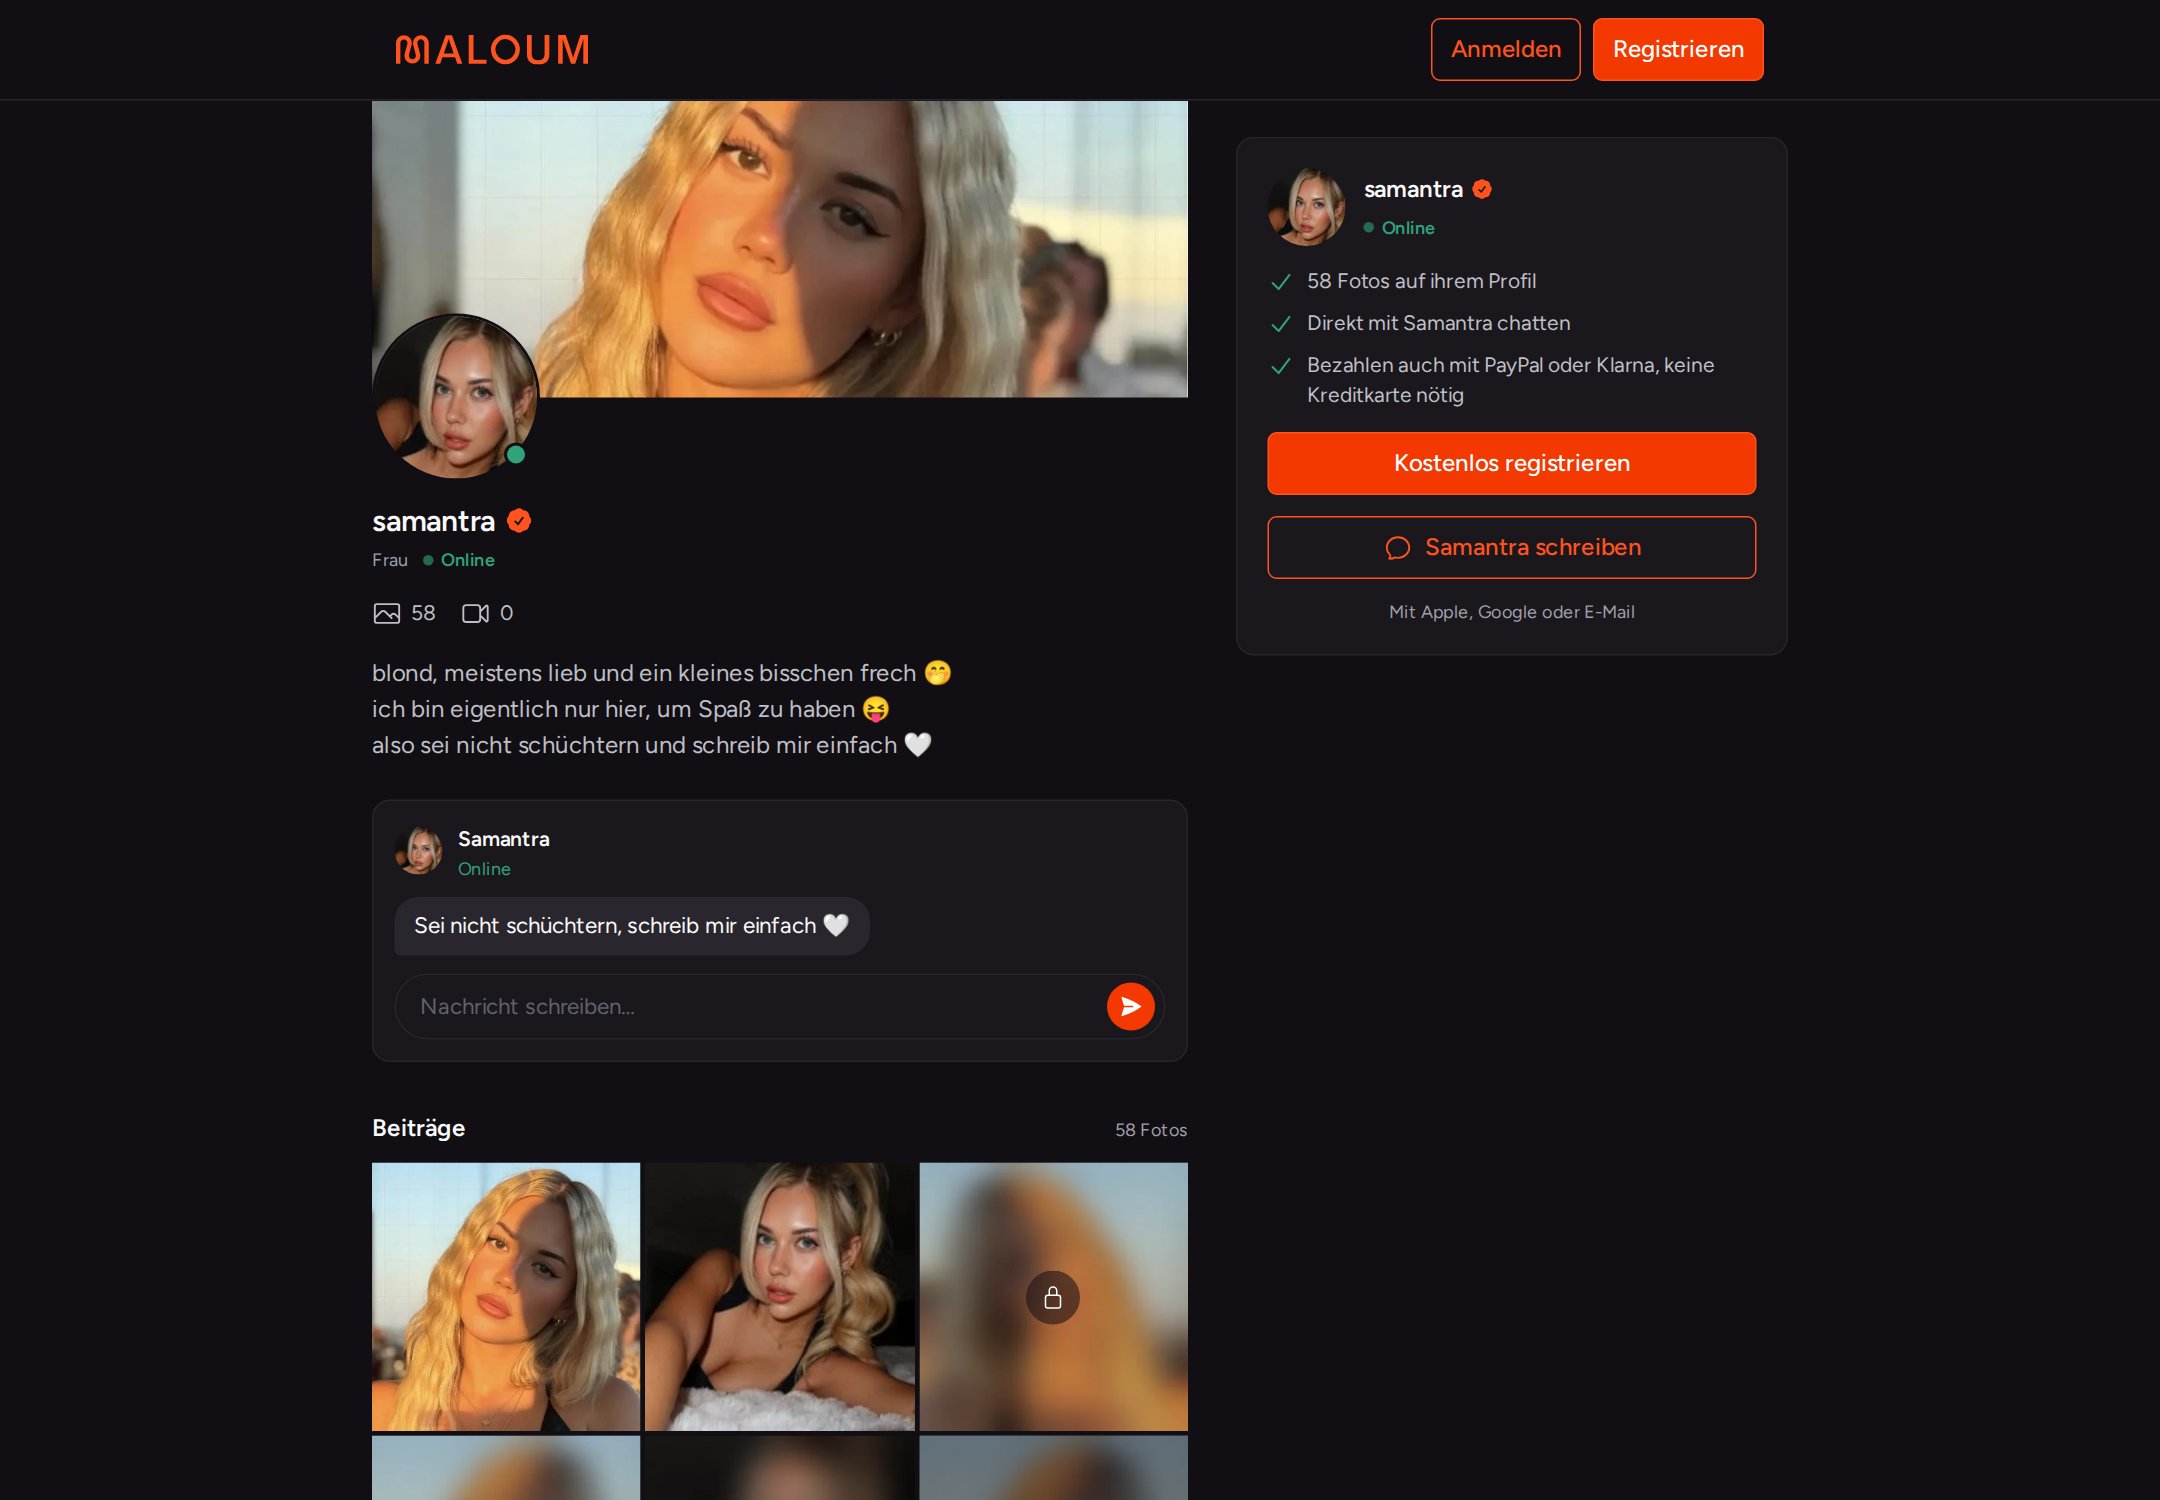 MALOUM
Anmelden
Registrieren
samantra
Frau Online
58 0
blond, meistens lieb und ein kleines bisschen frech 🤭
ich bin eigentlich nur hier, um Spaß zu haben 😝
also sei nicht schüchtern und schreib mir einfach 🤍
Samantra
Online
Sei nicht schüchtern, schreib mir einfach 🤍
Nachricht schreiben...
Beiträge
58 Fotos
samantra
Online
58 Fotos auf ihrem Profil
Direkt mit Samantra chatten
Bezahlen auch mit PayPal oder Klarna, keine
Kreditkarte nötig
Kostenlos registrieren
Samantra schreiben
Mit Apple, Google oder E-Mail